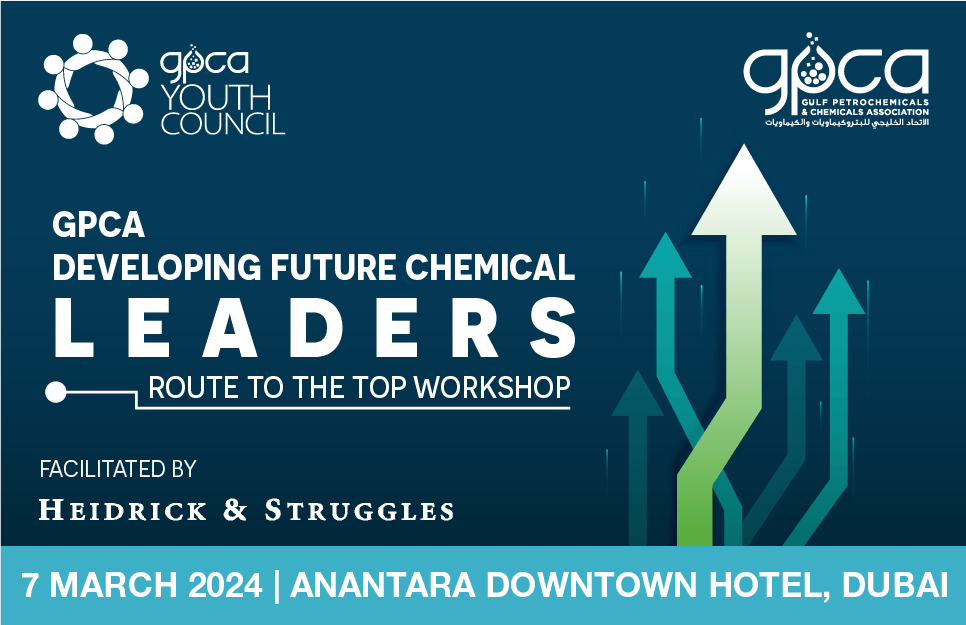 gpca
YOUTH
COUNCIL
gpca
GULF PETROCHEMICALS
& CHEMICALS ASSOCIATION
الاتحاد الخليجي للبتروكيماويات والكيماويات
GPCA
DEVELOPING FUTURE CHEMICAL
LEADERS
ROUTE TO THE TOP WORKSHOP
FACILITATED BY
HEIDRICK & STRUGGLES
7 MARCH 2024 | ANANTARA DOWNTOWN HOTEL, DUBAI